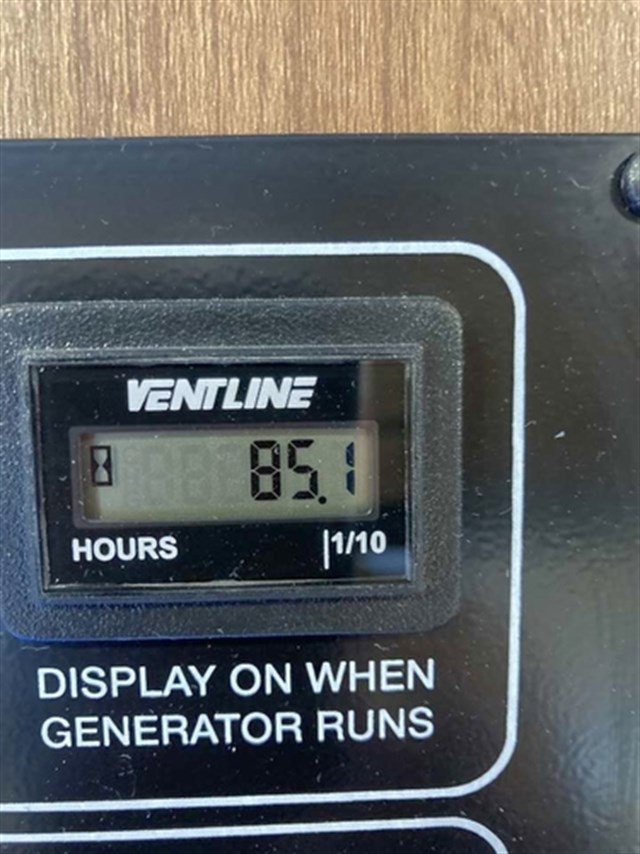 VENTLINE
85.1
HOURS |1/10
DISPLAY ON WHEN
GENERATOR RUNS